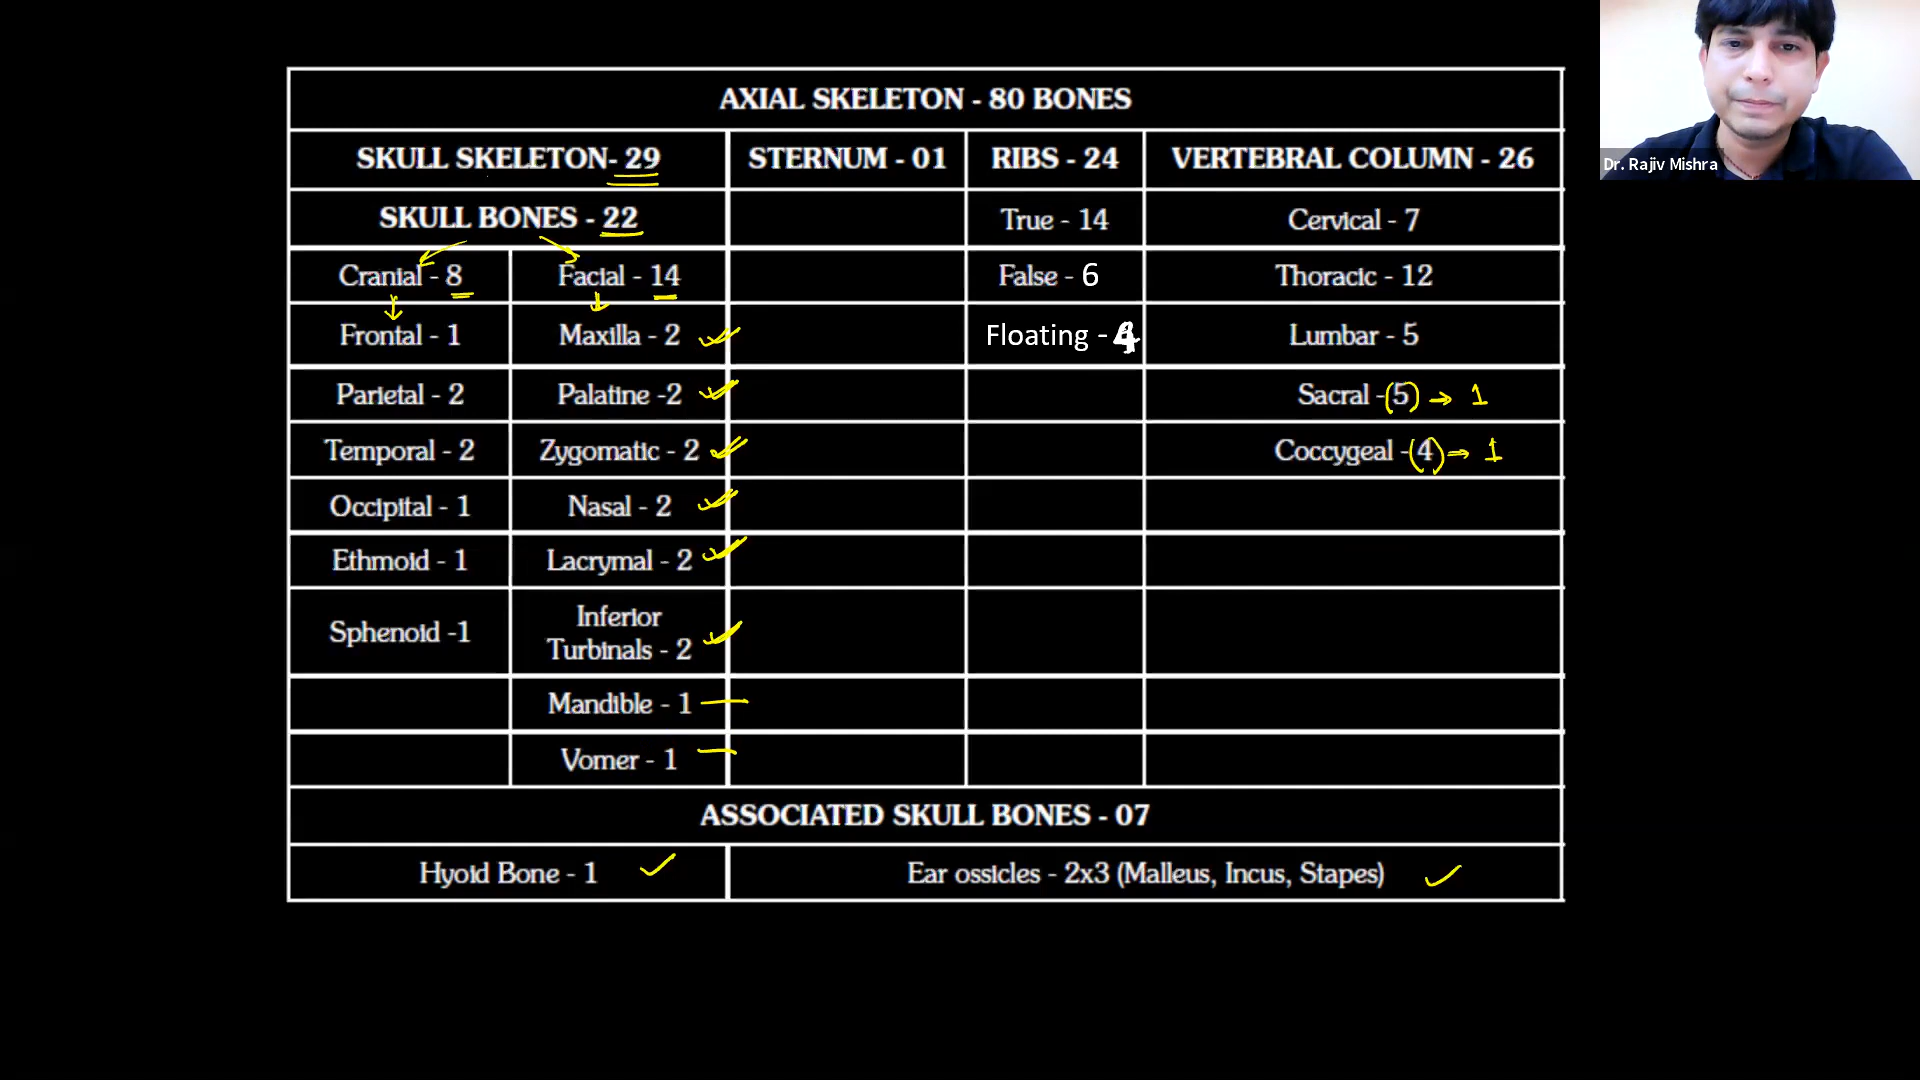 AXIAL SKELETON - 80 BONES
SKULL SKELETON- 29
STERNUM - 01
RIBS - 24
VERTEBRAL COLUMN - 26
SKULL BONES - 22
True - 14
Cervical - 7
Cranial - 8
Facial - 14
False - 6
Thoracic - 12
Frontal - 1
Maxilla - 2
Floating - 4
Lumbar - 5
Parietal - 2
Palatine -2
Sacral -(5) → 1
Temporal - 2
Zygomatic - 2
Coccygeal -(4) → 1
Occipital - 1
Nasal - 2
Ethmoid - 1
Lacrymal - 2
Sphenoid -1
Inferior
Turbinals - 2
Mandible - 1
Vomer - 1
ASSOCIATED SKULL BONES - 07
Hyoid Bone - 1
Ear ossicles - 2x3 (Malleus, Incus, Stapes)
Dr. Rajiv Mishra